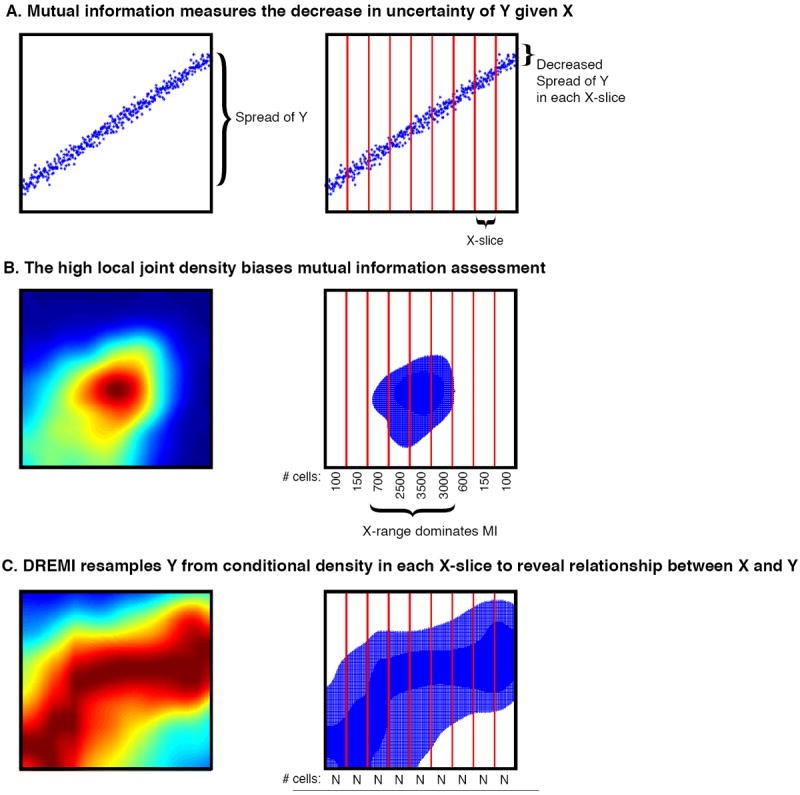 A. Mutual information measures the decrease in uncertainty of Y given X
Spread of Y
Decreased
Spread of Y
in each X-slice
X-slice
B. The high local joint density biases mutual information assessment
# cells: 100 150 700 2500 3500 3000 600 150 100
X-range dominates MI
C. DREMI resamples Y from conditional density in each X-slice to reveal relationship between X and Y
# cells: N N N N N N N N N